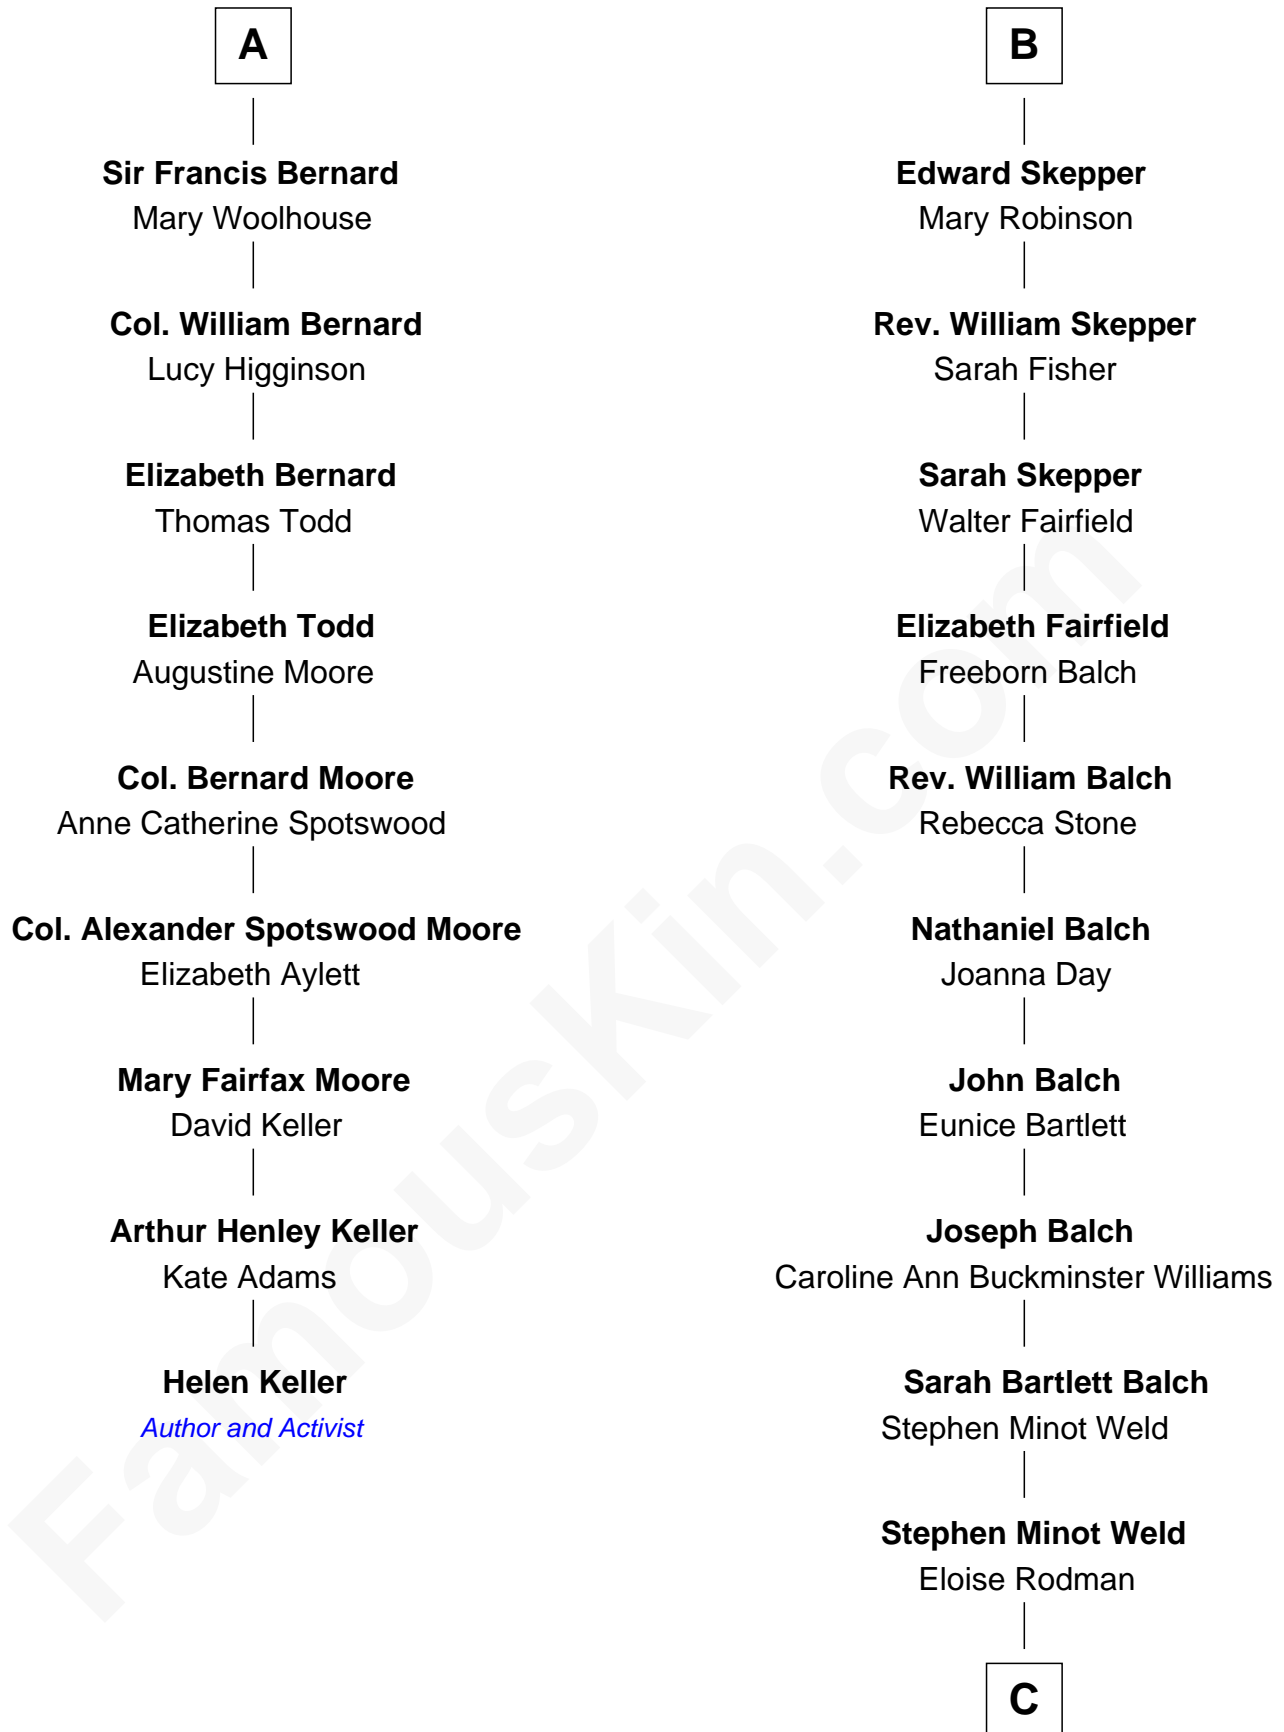 A
Sir Francis Bernard
Mary Woolhouse
Col. William Bernard
Lucy Higginson
Elizabeth Bernard
Thomas Todd
Elizabeth Todd
Augustine Moore
Col. Bernard Moore
Anne Catherine Spotswood
Col. Alexander Spotswood Moore
Elizabeth Aylett
Mary Fairfax Moore
David Keller
Arthur Henley Keller
Kate Adams
Helen Keller
Author and Activist
B
Edward Skepper
Mary Robinson
Rev. William Skepper
Sarah Fisher
Sarah Skepper
Walter Fairfield
Elizabeth Fairfield
Freeborn Balch
Rev. William Balch
Rebecca Stone
Nathaniel Balch
Joanna Day
John Balch
Eunice Bartlett
Joseph Balch
Caroline Ann Buckminster Williams
Sarah Bartlett Balch
Stephen Minot Weld
Stephen Minot Weld
Eloise Rodman
C
FamousKin.com